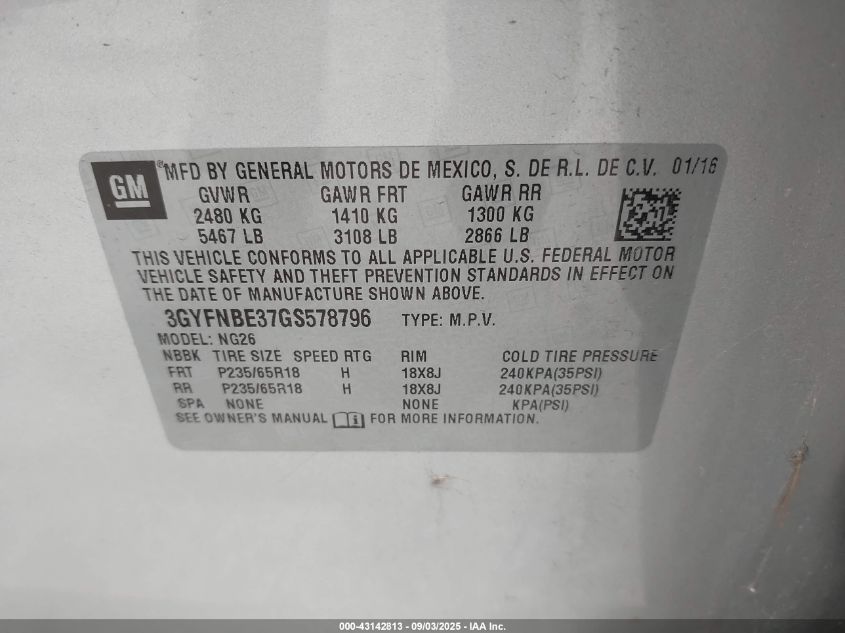 GM ® MFD BY GENERAL MOTORS DE MEXICO, S. DE R.L. DE C.V. 01/16
GVWR GAWR FRT GAWR RR
2480 KG 1410 KG 1300 KG
5467 LB 3108 LB 2866 LB
THIS VEHICLE CONFORMS TO ALL APPLICABLE U.S. FEDERAL MOTOR
VEHICLE SAFETY AND THEFT PREVENTION STANDARDS IN EFFECT ON
THE DATE OF MANUFACTURE SHOWN ABOVE.
3GYFNBE37GS578796 TYPE: M.P.V.
MODEL: NG26
NBBK TIRE SIZE SPEED RTG RIM COLD TIRE PRESSURE
FRT P235/65R18 H 18X8J 240KPA(35PSI)
RR P235/65R18 H 18X8J 240KPA(35PSI)
SPA NONE NONE KPA(PSI)
SEE OWNER'S MANUAL FOR MORE INFORMATION.
000-43142813 - 09/03/2025 - IAA Inc.